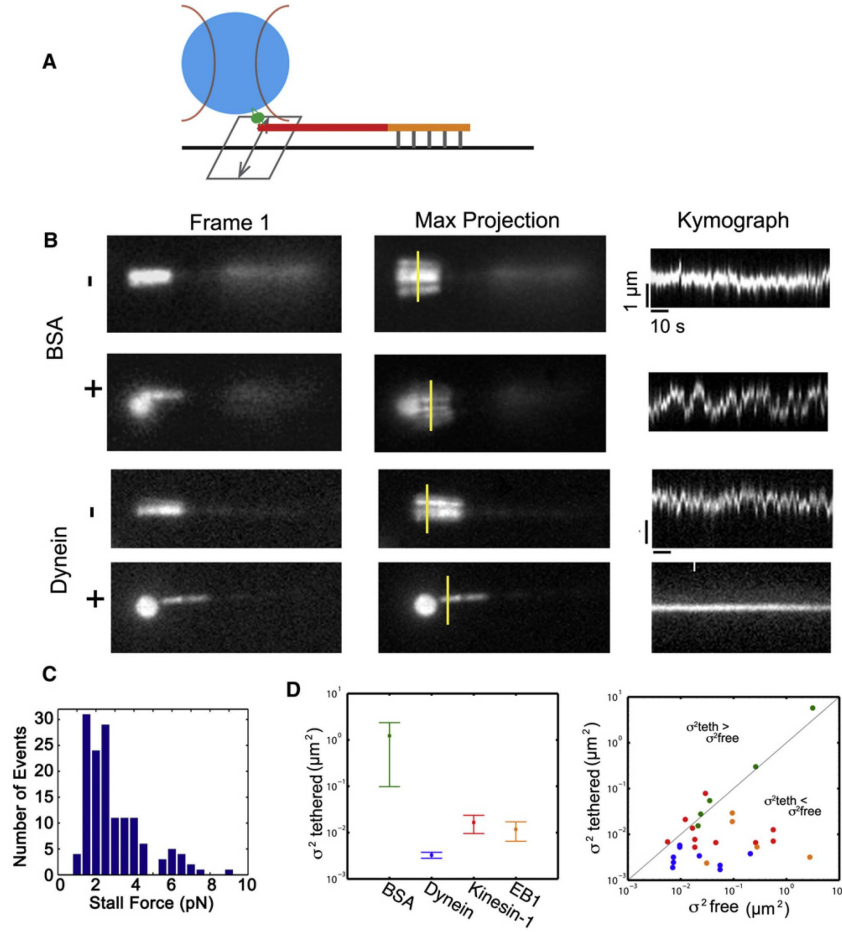 A
B
Frame 1
Max Projection
Kymograph
BSA
-
+
1 μm
10 s
Dynein
-
+
C
Number of Events
30
25
20
15
10
5
0
0 2 4 6 8 10
Stall Force (pN)
D
σ² tethered (μm²)
10¹
10⁰
10⁻¹
10⁻²
10⁻³
BSA
Dynein
Kinesin-1
EB1
σ² tethered (μm²)
10¹
10⁰
10⁻¹
10⁻²
10⁻³
σ²teth >
σ²free
σ²teth <
σ²free
10⁻³ 10⁻² 10⁻¹ 10⁰ 10¹
σ² free (μm²)